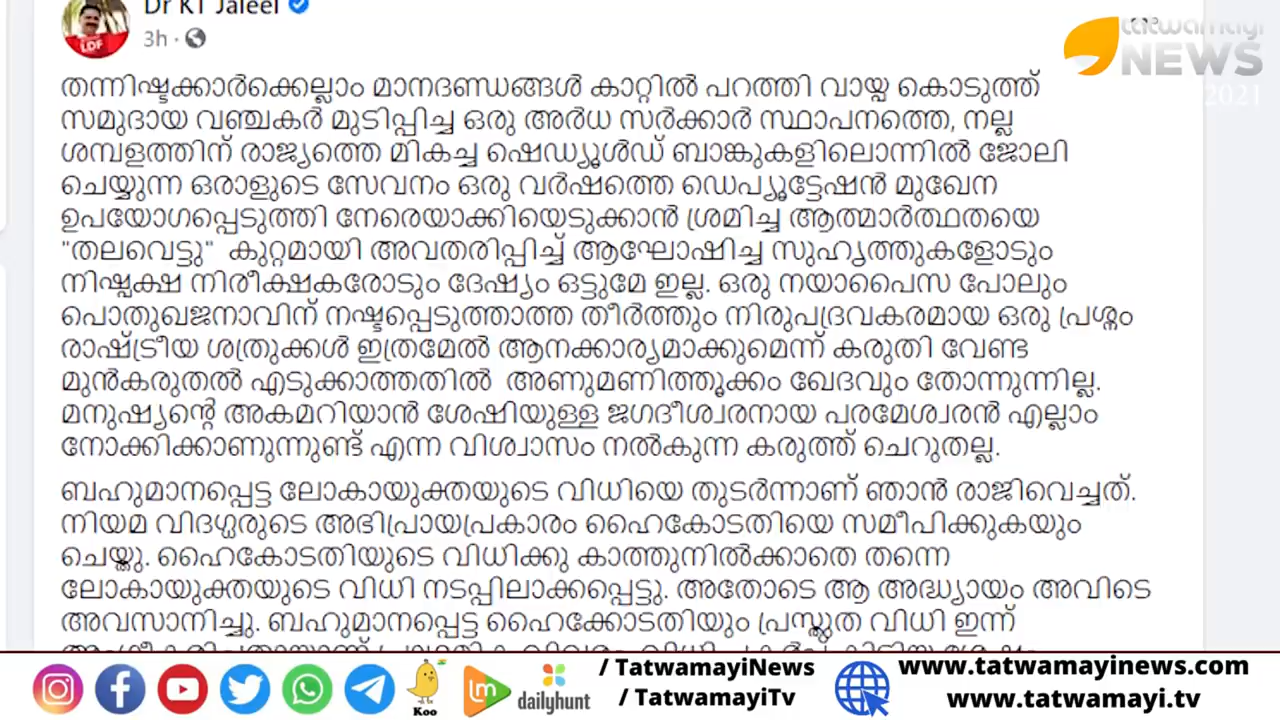 Dr KT Jaleel
3h
LDF
tatwamayi
NEWS
2021
തന്നിഷ്ടക്കാർക്കെല്ലാം മാനദണ്ഡങ്ങൾ കാറ്റിൽ പറത്തി വായ്പ കൊടുത്ത്
സമുദായ വഞ്ചകർ മുടിപ്പിച്ച ഒരു അർധ സർക്കാർ സ്ഥാപനത്തെ, നല്ല
ശമ്പളത്തിന് രാജ്യത്തെ മികച്ച ഷെഡ്യൂൾഡ് ബാങ്കുകളിലൊന്നിൽ ജോലി
ചെയ്യുന്ന ഒരാളുടെ സേവനം ഒരു വർഷത്തെ ഡെപ്യൂട്ടേഷൻ മുഖേന
ഉപയോഗപ്പെടുത്തി നേരെയാക്കിയെടുക്കാൻ ശ്രമിച്ച ആത്മാർത്ഥതയെ
"തലവെട്ടു" കുറ്റമായി അവതരിപ്പിച്ച് ആഘോഷിച്ച സുഹൃത്തുകളോടും
നിഷ്പക്ഷ നിരീക്ഷകരോടും ദേഷ്യം ഒട്ടുമേ ഇല്ല. ഒരു നയാപൈസ പോലും
പൊതുഖജനാവിന് നഷ്ടപ്പെടുത്താത്ത തീർത്തും നിരുപദ്രവകരമായ ഒരു പ്രശ്നം
രാഷ്ട്രീയ ശത്രുക്കൾ ഇത്രമേൽ ആനക്കാര്യമാക്കുമെന്ന് കരുതി വേണ്ട
മുൻകരുതൽ എടുക്കാത്തതിൽ അണുമണിത്തൂക്കം ഖേദവും തോന്നുന്നില്ല.
മനുഷ്യന്റെ അകമറിയാൻ ശേഷിയുള്ള ജഗദീശ്വരനായ പരമേശ്വരൻ എല്ലാം
നോക്കിക്കാണുന്നുണ്ട് എന്ന വിശ്വാസം നൽകുന്ന കരുത്ത് ചെറുതല്ല.
ബഹുമാനപ്പെട്ട ലോകായുക്തയുടെ വിധിയെ തുടർന്നാണ് ഞാൻ രാജിവെച്ചത്.
നിയമ വിദഗ്ദ്ധരുടെ അഭിപ്രായപ്രകാരം ഹൈകോടതിയെ സമീപിക്കുകയും
ചെയ്തു. ഹൈകോടതിയുടെ വിധിക്കു കാത്തുനിൽക്കാതെ തന്നെ
ലോകായുക്തയുടെ വിധി നടപ്പിലാക്കപ്പെട്ടു. അതോടെ ആ അദ്ധ്യായം അവിടെ
അവസാനിച്ചു. ബഹുമാനപ്പെട്ട ഹൈക്കോടതിയും പ്രസ്തുത വിധി ഇന്ന്
Koo
dailyhunt
/ TatwamayiNews
/ TatwamayiTv
www.tatwamayinews.com
www.tatwamayi.tv